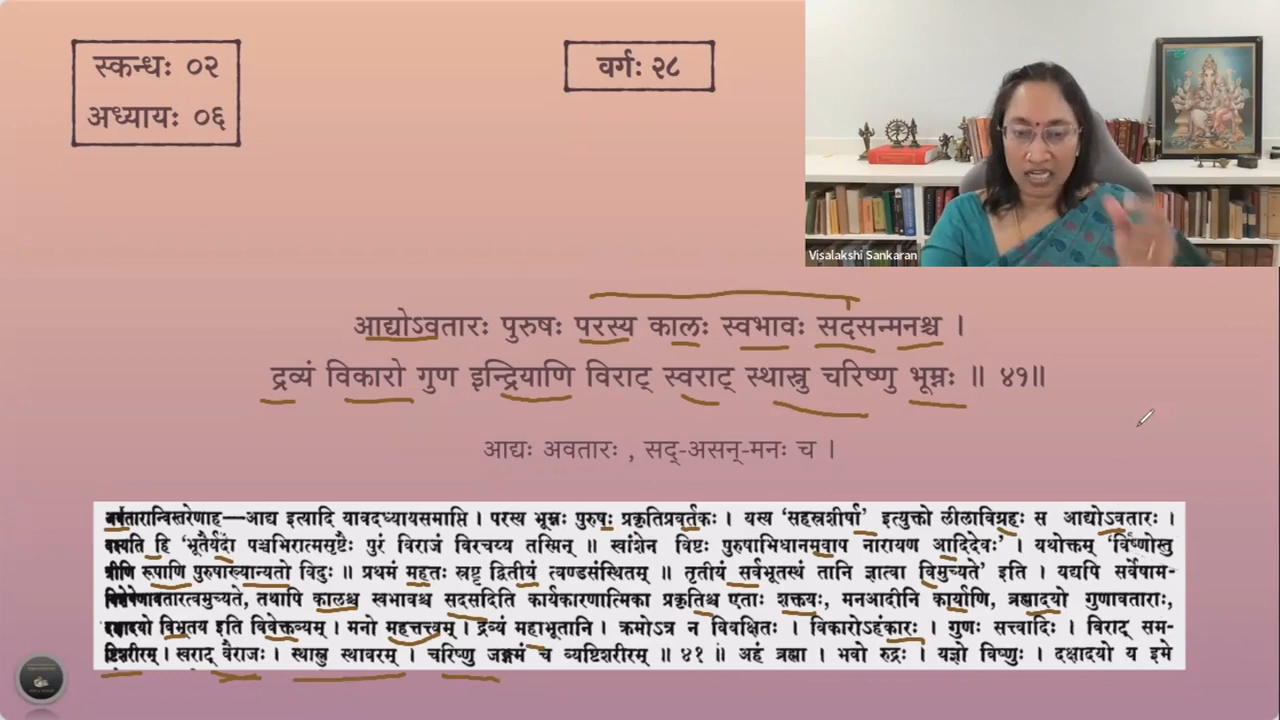 स्कन्धः ०२
अध्यायः ०६
वर्गः २८
Visalakshi Sankaran
आद्योऽवतारः पुरुषः परस्य कालः स्वभावः सदसन्मनश्च ।
द्रव्यं विकारो गुण इन्द्रियाणि विराट् स्वराट् स्थास्नु चरिष्णु भूम्नः ॥ ४१॥
आद्यः अवतारः , सद्-असन्-मनः च ।
अवतारान्विस्तरेणाह—आद्य इत्यादि यावदध्यायसमाप्ति । परस्य भूम्नः पुरुषः प्रकृतिप्रवर्तकः । यस्य ‘सहस्रशीर्षा’ इत्युक्तो लीलाविग्रहः स आद्योऽवतारः ।
वक्ष्यति हि ‘भूतैर्यदा पञ्चभिरात्मसृष्टैः पुरं विराजं विरचय्य तस्मिन् ॥ स्वांशेन विष्टः पुरुषाभिधानमवाप नारायण आदिदेवः’ । यथोक्तम् ‘विष्णोस्तु
त्रीणि रूपाणि पुरुषाख्यान्यतो विदुः ॥ प्रथमं महतः स्रष्टृ द्वितीयं त्वण्डसंस्थितम् ॥ तृतीयं सर्वभूतस्थं तानि ज्ञात्वा विमुच्यते’ इति । यद्यपि सर्वेषाम-
विशेषेणावतारत्वमुच्यते, तथापि कालश्च स्वभावश्च सदसदिति कार्यकारणात्मिका प्रकृतिश्च एताः शक्तयः, मनआदीनि कार्याणि, ब्रह्मादयो गुणावताराः,
दक्षादयो विभूतय इति विवेक्तव्यम् । मनो महत्तत्त्वम् । द्रव्यं महाभूतानि । क्रमोऽत्र न विवक्षितः । विकारोऽहंकारः । गुणः सत्त्वादिः । विराट् सम-
ष्टिशरीरम् । स्वराट् वैराजः । स्थास्नु स्थावरम् । चरिष्णु जङ्गमं च व्यष्टिशरीरम् ॥ ४१ ॥ अहं ब्रह्मा । भवो रुद्रः । यज्ञो विष्णुः । दक्षादयो य इमे